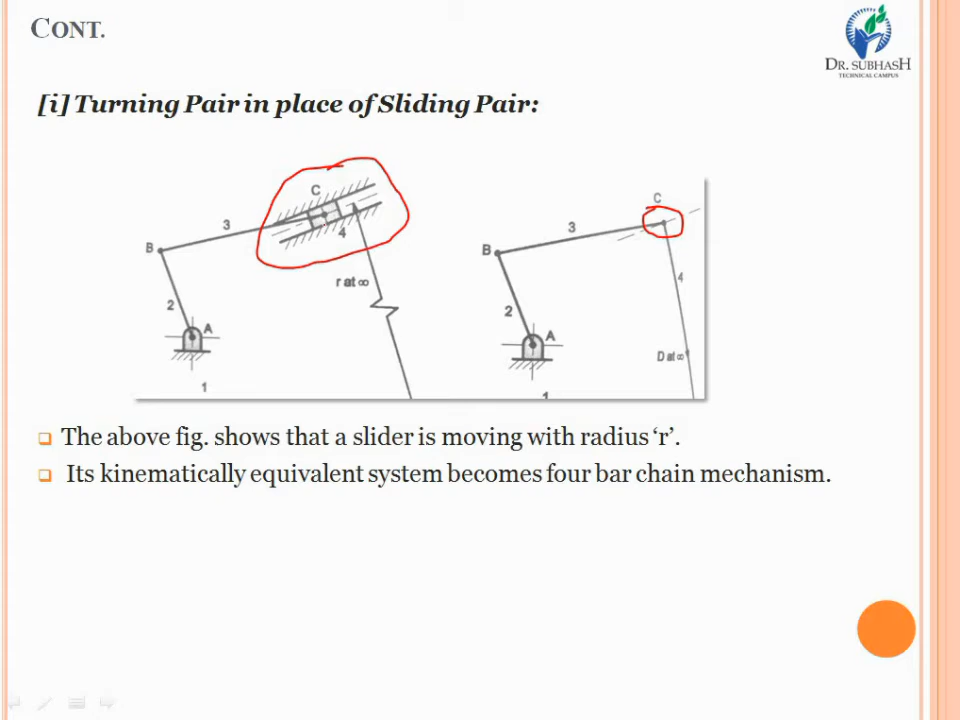 CONT.
DR. SUBHASH
TECHNICAL CAMPUS
[i] Turning Pair in place of Sliding Pair:
C
3
4
B
r at ∞
2
A
1
C
3
B
4
2
A
D at ∞
1
The above fig. shows that a slider is moving with radius ‘r’.
Its kinematically equivalent system becomes four bar chain mechanism.